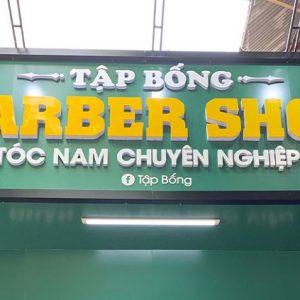 TẬP BỐNG
ARBER SHO
TÓC NAM CHUYÊN NGHIỆP
Tập Bống